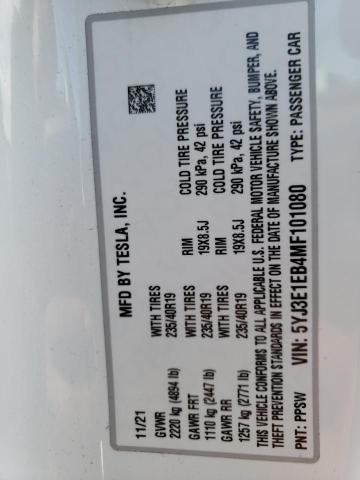 MFD BY TESLA, INC.
11/21
GVWR WITH TIRES RIM COLD TIRE PRESSURE
2220 kg (4894 lb) 235/40R19 19X8.5J 290 kPa, 42 psi
GAWR FRT WITH TIRES RIM COLD TIRE PRESSURE
1110 kg (2447 lb) 235/40R19 19X8.5J 290 kPa, 42 psi
GAWR RR
1257 kg (2771 lb)
THIS VEHICLE CONFORMS TO ALL APPLICABLE U.S. FEDERAL MOTOR VEHICLE SAFETY, BUMPER, AND
THEFT PREVENTION STANDARDS IN EFFECT ON THE DATE OF MANUFACTURE SHOWN ABOVE.
PNT: PPSW VIN: 5YJ3E1EB4MF101080 TYPE: PASSENGER CAR